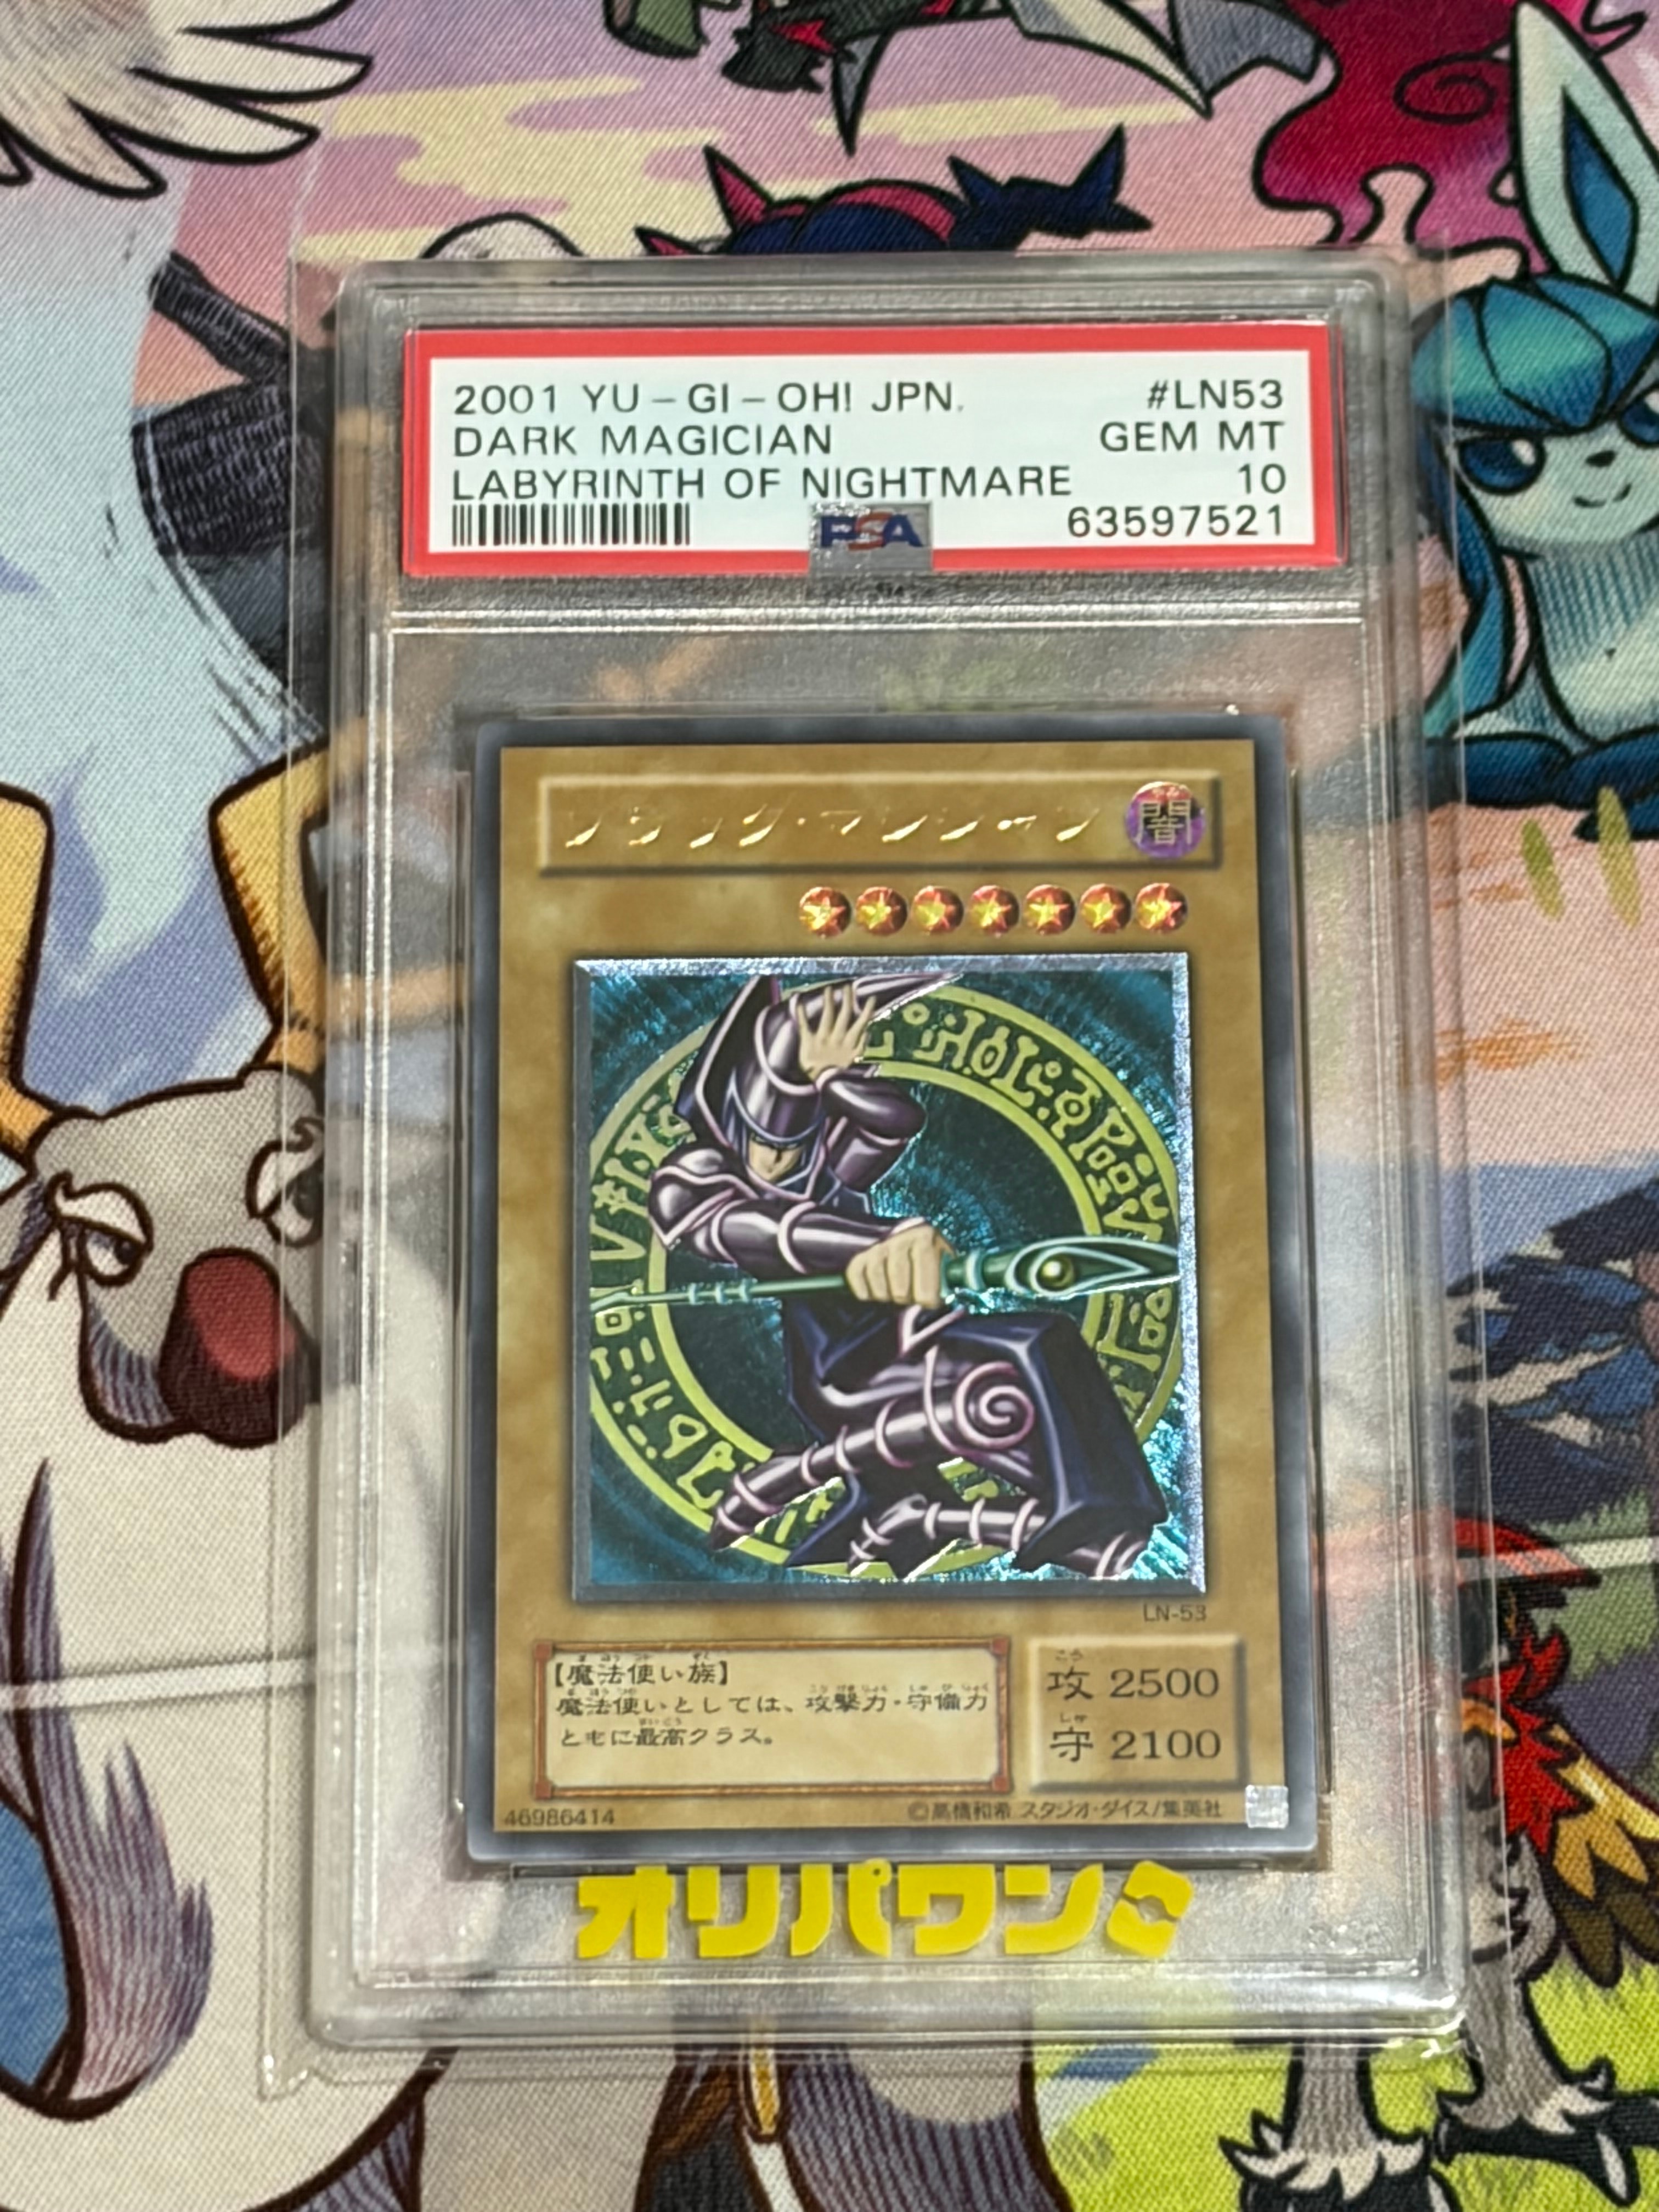 2001 YU-GI-OH! JPN. #LN53
DARK MAGICIAN GEM MT
LABYRINTH OF NIGHTMARE 10
PSA 63597521
ブラック・マジシャン 闇
LN-53
【魔法使い族】
魔法使いとしては、攻撃力・守備力
ともに最高クラス。
攻 2500
守 2100
46986414 ©高橋和希 スタジオ・ダイス/集英社
オリパワン